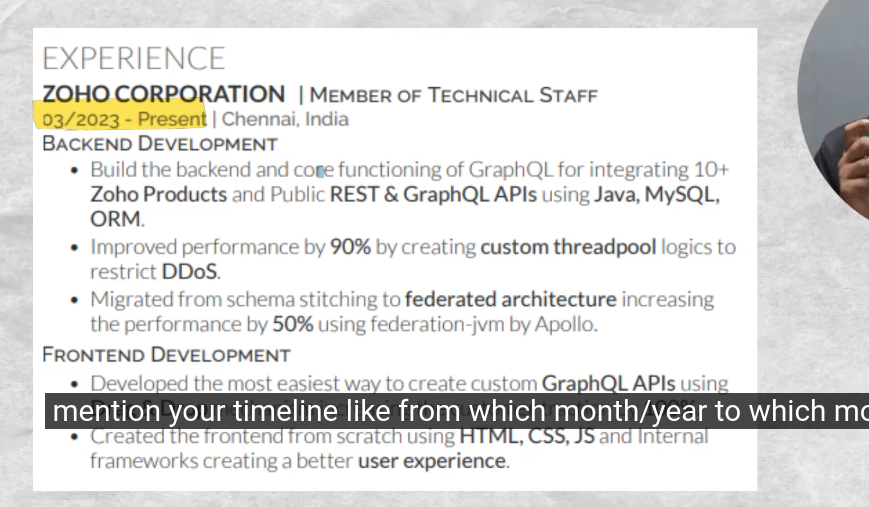 EXPERIENCE
ZOHO CORPORATION | MEMBER OF TECHNICAL STAFF
03/2023 - Present | Chennai, India
BACKEND DEVELOPMENT
• Build the backend and core functioning of GraphQL for integrating 10+
Zoho Products and Public REST & GraphQL APIs using Java, MySQL,
ORM.
• Improved performance by 90% by creating custom threadpool logics to
restrict DDoS.
• Migrated from schema stitching to federated architecture increasing
the performance by 50% using federation-jvm by Apollo.
FRONTEND DEVELOPMENT
• Developed the most easiest way to create custom GraphQL APIs using
mention your timeline like from which month/year to which mo
• Created the frontend from scratch using HTML, CSS, JS and Internal
frameworks creating a better user experience.